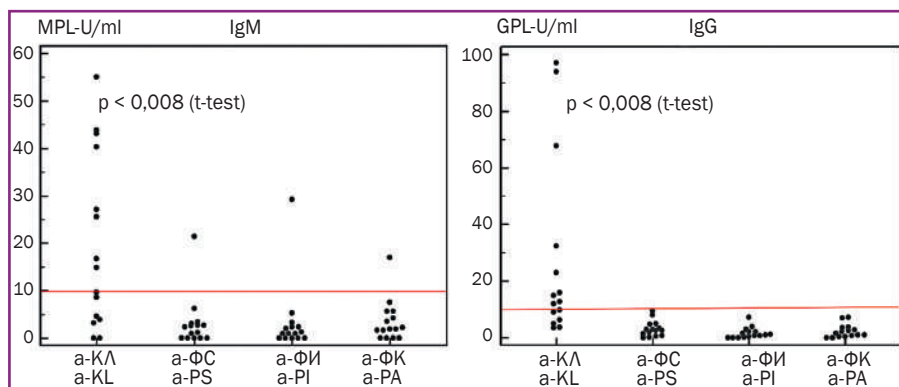 MPL-U/ml IgM
60
50
40
30
20
10
0
p < 0,008 (t-test)
а-КΛ а-ФС а-ФИ а-ФК
a-KL a-PS a-PI a-PA
GPL-U/ml IgG
100
80
60
40
20
0
p < 0,008 (t-test)
а-КΛ а-ФС а-ФИ а-ФК
a-KL a-PS a-PI a-PA